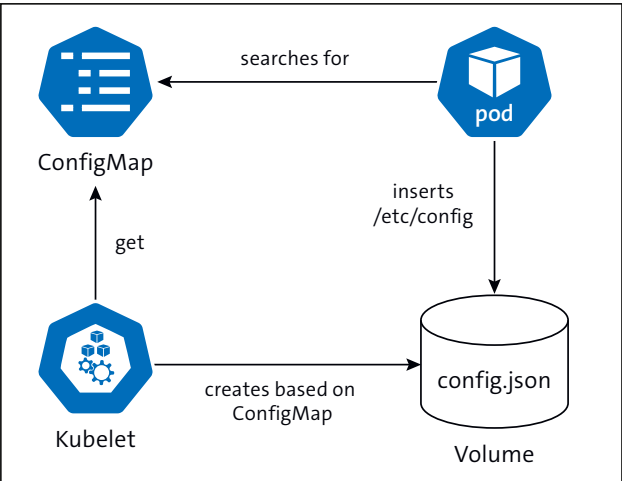 searches for
pod
ConfigMap
inserts
/etc/config
get
config.json
creates based on
ConfigMap
Kubelet
Volume